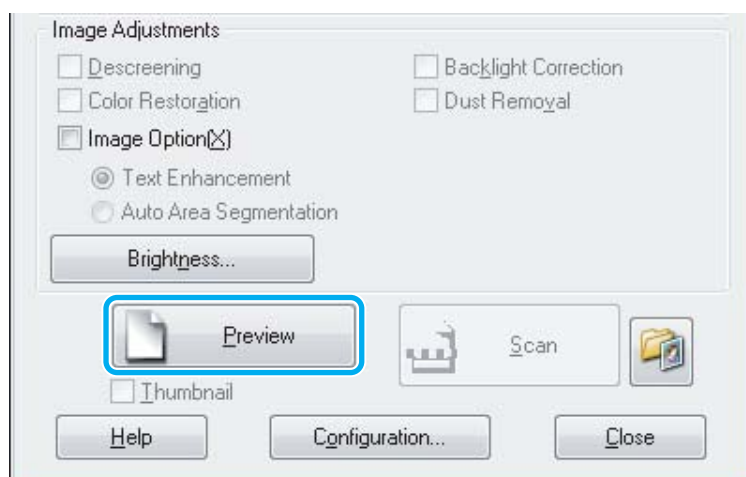 Image Adjustments
Descreening
Backlight Correction
Color Restoration
Dust Removal
Image Option(X)
Text Enhancement
Auto Area Segmentation
Brightness...
Preview
Scan
Thumbnail
Help
Configuration...
Close